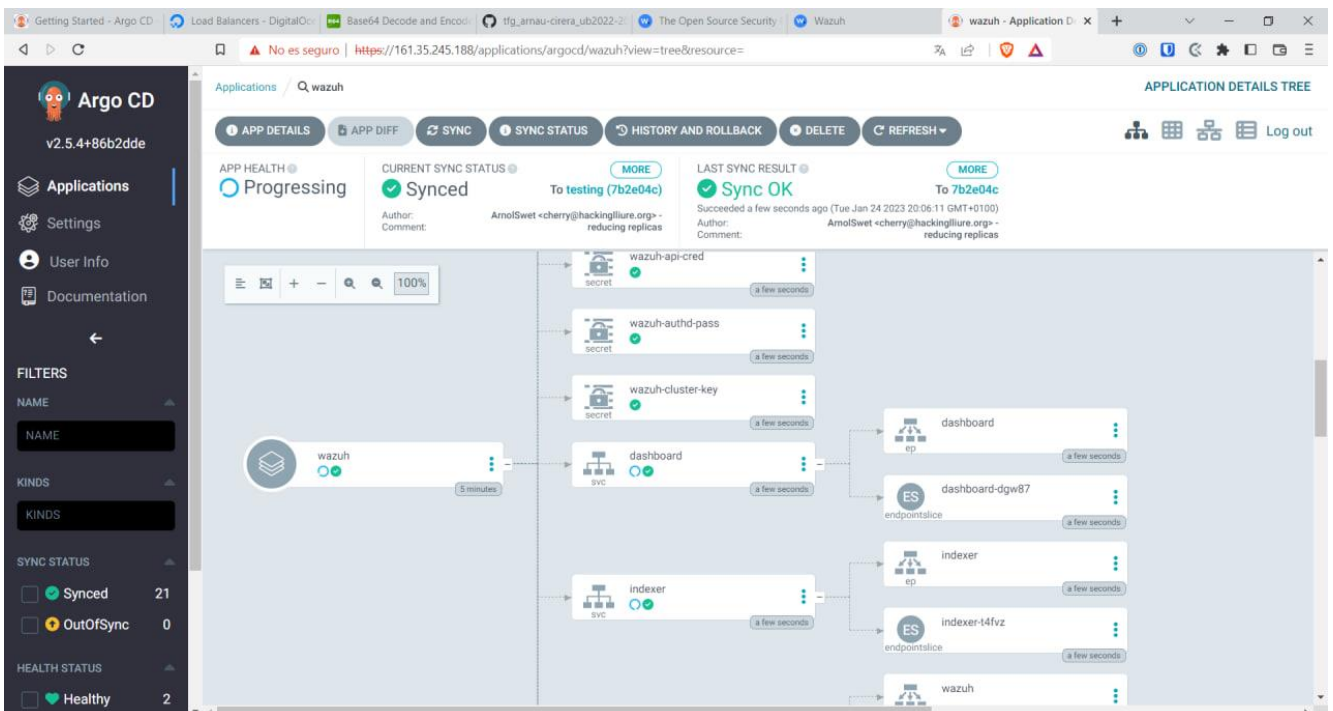 Getting Started - Argo CD
Load Balancers - DigitalOc
Base64 Decode and Encod
tfg_arnau-cirera_ub2022-2
The Open Source Security
Wazuh
wazuh - Application D
No es seguro | https://161.35.245.188/applications/argocd/wazuh?view=tree&resource=
Argo CD
v2.5.4+86b2dde
Applications
Settings
User Info
Documentation
FILTERS
NAME
NAME
KINDS
KINDS
SYNC STATUS
Synced 21
OutOfSync 0
HEALTH STATUS
Healthy 2
Applications / wazuh
APPLICATION DETAILS TREE
APP DETAILS APP DIFF SYNC SYNC STATUS HISTORY AND ROLLBACK DELETE REFRESH
Log out
APP HEALTH
Progressing
CURRENT SYNC STATUS MORE
Synced To testing (7b2e04c)
Author: ArnolSwet <cherry@hackinglliure.org> -
Comment: reducing replicas
LAST SYNC RESULT MORE
Sync OK To 7b2e04c
Succeeded a few seconds ago (Tue Jan 24 2023 20:06:11 GMT+0100)
Author: ArnolSwet <cherry@hackinglliure.org> -
Comment: reducing replicas
100%
wazuh-api-cred
secret
a few seconds
wazuh-authd-pass
secret
a few seconds
wazuh-cluster-key
secret
a few seconds
wazuh
5 minutes
dashboard
svc
a few seconds
dashboard
ep
a few seconds
ES
dashboard-dgw87
endpointslice
a few seconds
indexer
svc
a few seconds
indexer
ep
a few seconds
ES
indexer-t4fvz
endpointslice
a few seconds
wazuh